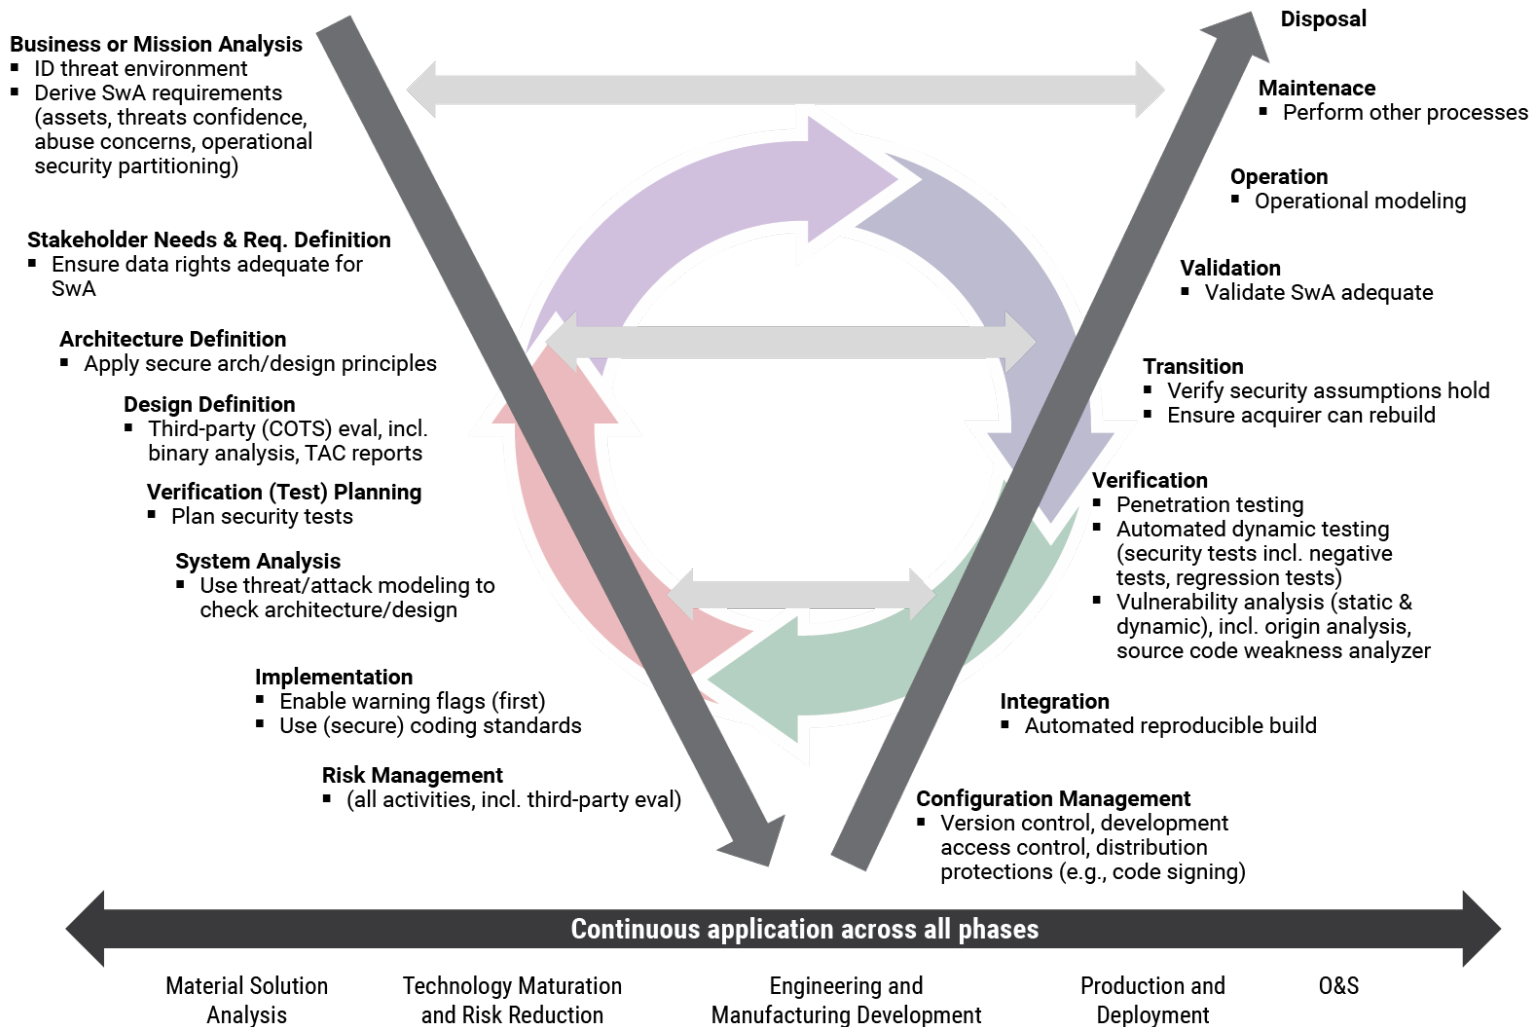 Business or Mission Analysis
▪ ID threat environment
▪ Derive SwA requirements
(assets, threats confidence,
abuse concerns, operational
security partitioning)
Stakeholder Needs & Req. Definition
▪ Ensure data rights adequate for
SwA
Architecture Definition
▪ Apply secure arch/design principles
Design Definition
▪ Third-party (COTS) eval, incl.
binary analysis, TAC reports
Verification (Test) Planning
▪ Plan security tests
System Analysis
▪ Use threat/attack modeling to
check architecture/design
Implementation
▪ Enable warning flags (first)
▪ Use (secure) coding standards
Risk Management
▪ (all activities, incl. third-party eval)
Disposal
Maintenace
▪ Perform other processes
Operation
▪ Operational modeling
Validation
▪ Validate SwA adequate
Transition
▪ Verify security assumptions hold
▪ Ensure acquirer can rebuild
Verification
▪ Penetration testing
▪ Automated dynamic testing
(security tests incl. negative
tests, regression tests)
▪ Vulnerability analysis (static &
dynamic), incl. origin analysis,
source code weakness analyzer
Integration
▪ Automated reproducible build
Configuration Management
▪ Version control, development
access control, distribution
protections (e.g., code signing)
Continuous application across all phases
Material Solution
Analysis
Technology Maturation
and Risk Reduction
Engineering and
Manufacturing Development
Production and
Deployment
O&S